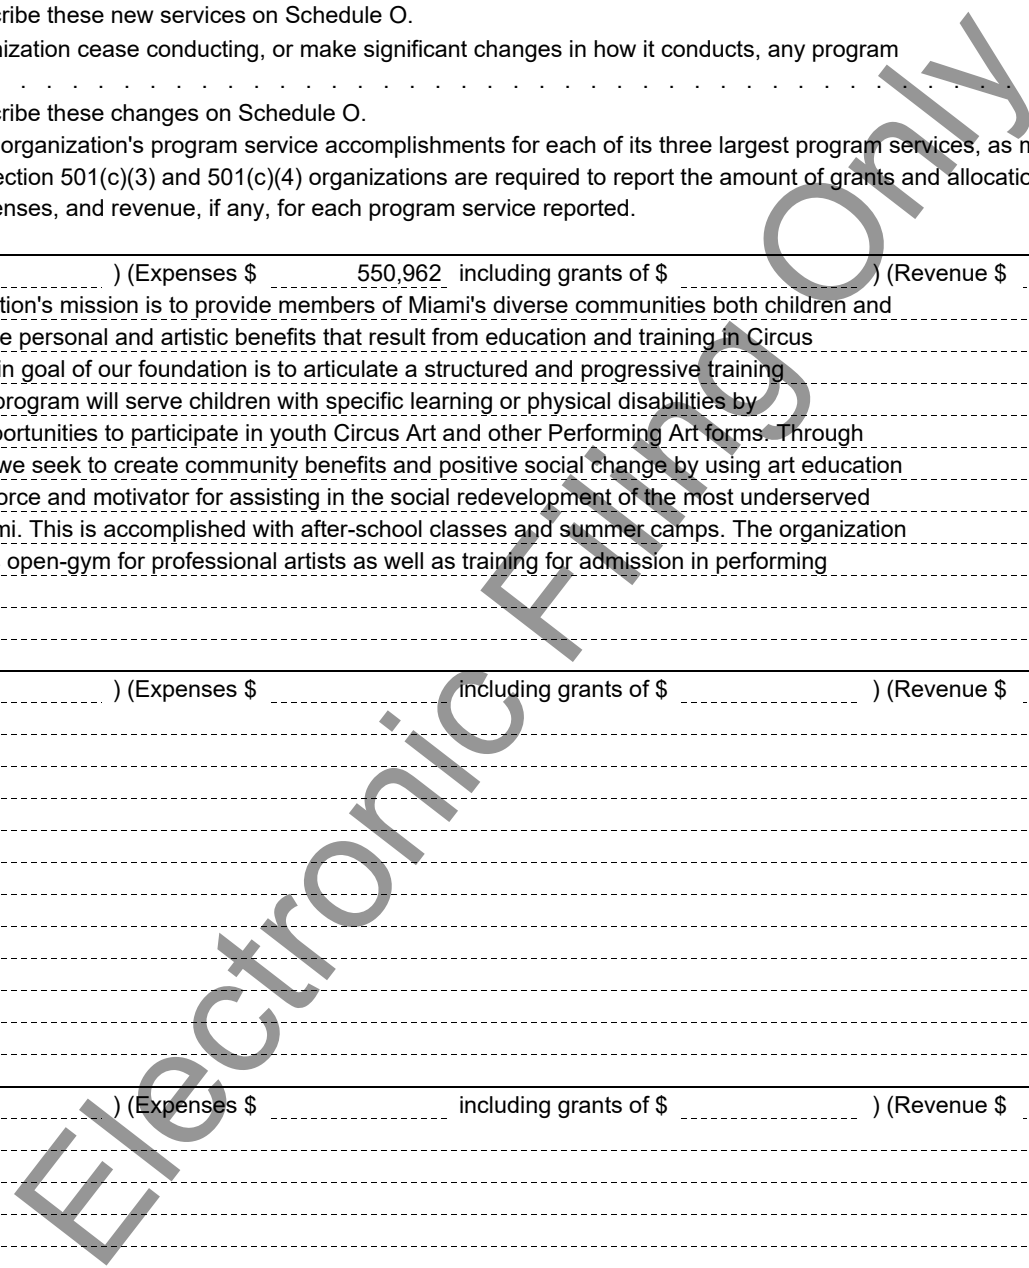 ribe these new services on Schedule O.
nization cease conducting, or make significant changes in how it conducts, any program
. . . . . . . . . . . . . . . . . . . . . . . . . . . . . . . . . . . . . . .
ribe these changes on Schedule O.
organization's program service accomplishments for each of its three largest program services, as m
ection 501(c)(3) and 501(c)(4) organizations are required to report the amount of grants and allocatio
enses, and revenue, if any, for each program service reported.
) (Expenses $ 550,962 including grants of $ ) (Revenue $
tion's mission is to provide members of Miami's diverse communities both children and
e personal and artistic benefits that result from education and training in Circus
in goal of our foundation is to articulate a structured and progressive training
program will serve children with specific learning or physical disabilities by
portunities to participate in youth Circus Art and other Performing Art forms. Through
we seek to create community benefits and positive social change by using art education
orce and motivator for assisting in the social redevelopment of the most underserved
mi. This is accomplished with after-school classes and summer camps. The organization
open-gym for professional artists as well as training for admission in performing
) (Expenses $ including grants of $ ) (Revenue $
) (Expenses $ including grants of $ ) (Revenue $
Electronic Filing Only